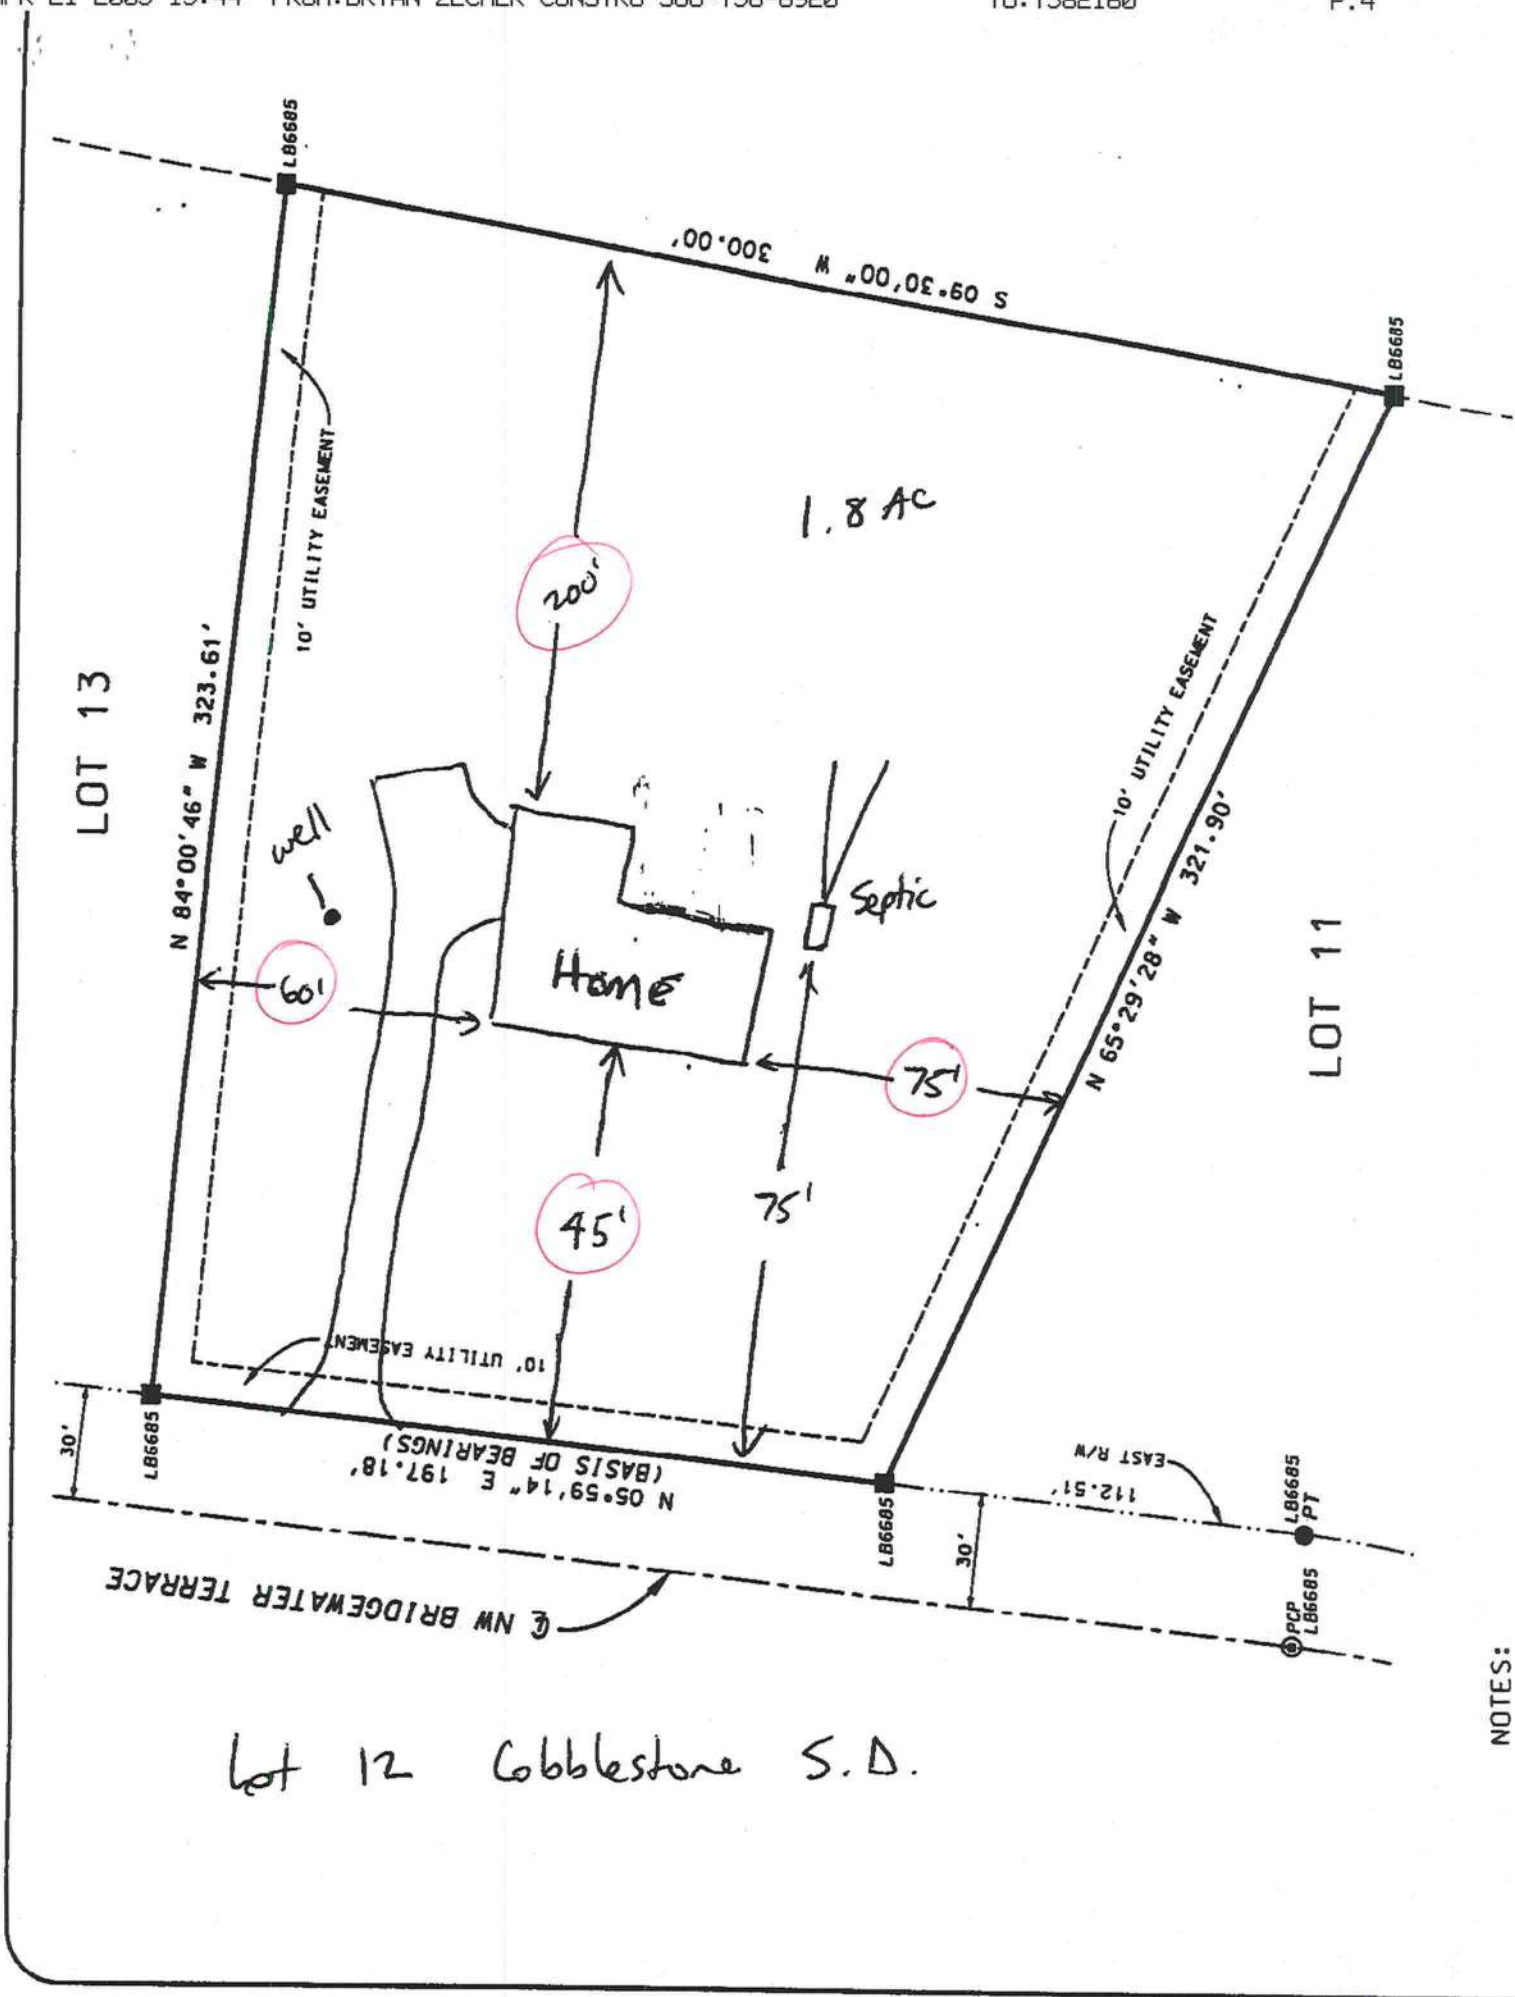 LB6685
LOT 13
N 84°00'46" W 323.61'
10' UTILITY EASEMENT
S 09°30'00" W 300.00'
LB6685
200'
1.8 AC
well
60'
Home
Septic
75'
45'
75'
10' UTILITY EASEMENT
N 65°29'28" W 321.90'
LOT 11
10' UTILITY EASEMENT
30'
LB6685
N 05°59'14" E 197.18'
(BASIS OF BEARINGS)
LB6685
30'
EAST R/W
112.51'
LB6685
PT
PCP
LB6685
℄ NW BRIDGEWATER TERRACE
Lot 12 Cobblestone S.D.
NOTES: